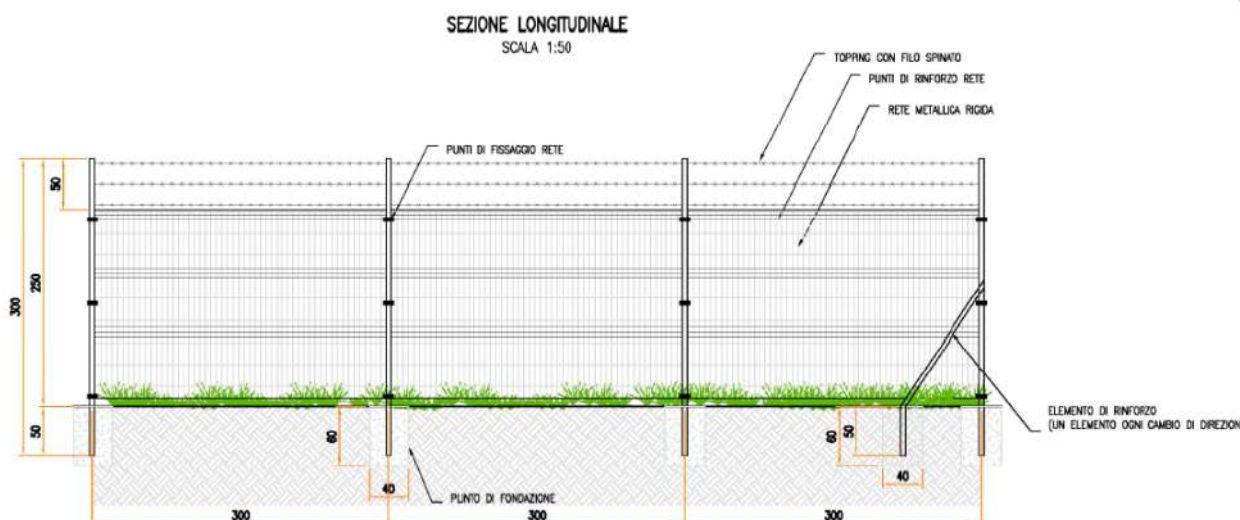 SEZIONE LONGITUDINALE
SCALA 1:50
TOPPING CON FILO SPINATO
PUNTI DI RINFORZO RETE
RETE METALLICA RIGIDA
PUNTI DI FISSAGGIO RETE
50
250
300
50
60
40
PUNTO DI FONDAZIONE
60
50
40
ELEMENTO DI RINFORZO
(UN ELEMENTO OGNI CAMBIO DI DIREZION
300
300
300